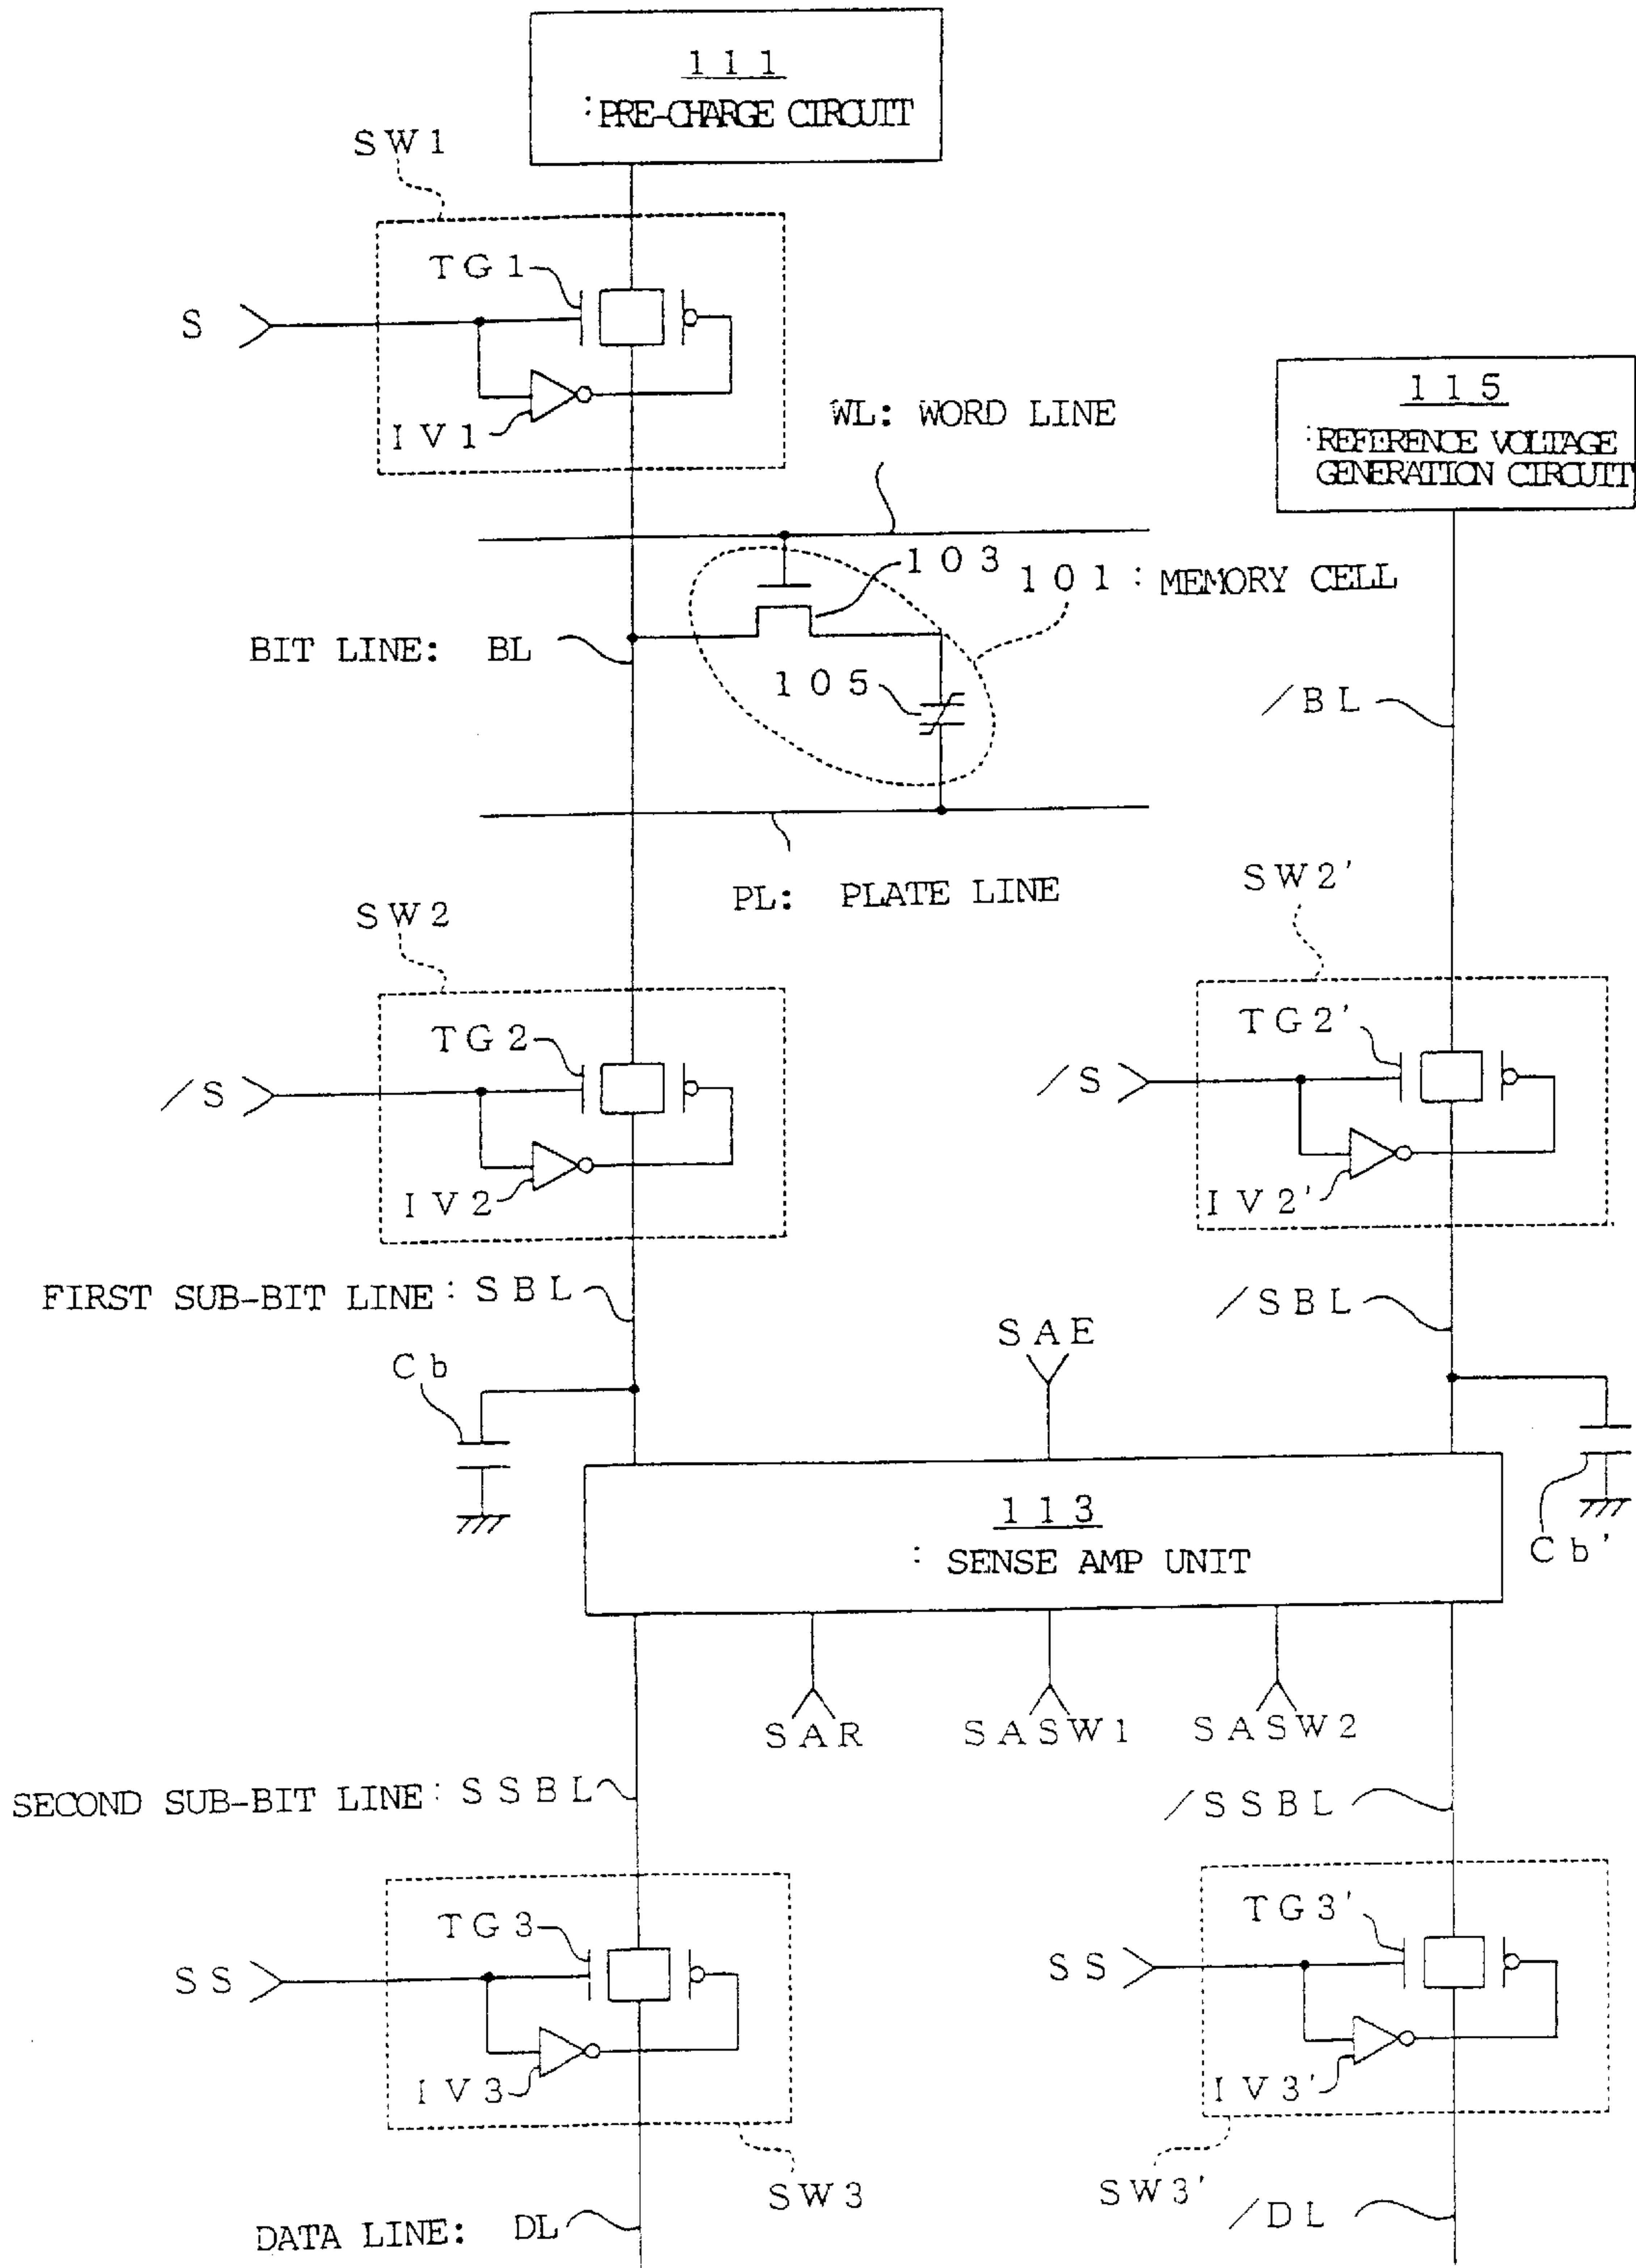 111
:PRE-CHARGE CIRCUIT
SW1
TG1
S
IV1
WL: WORD LINE
115
:REFERENCE VOLTAGE
GENERATION CIRCUIT
103
101 : MEMORY CELL
BIT LINE: BL
105
/BL
PL: PLATE LINE
SW2
SW2'
TG2
TG2'
/S
/S
IV2
IV2'
FIRST SUB-BIT LINE : SBL
/SBL
SAE
Cb
113
: SENSE AMP UNIT
Cb'
SAR
SASW1
SASW2
SECOND SUB-BIT LINE : SSBL
/SSBL
TG3
TG3'
SS
SS
IV3
IV3'
SW3
SW3'
DATA LINE: DL
/DL